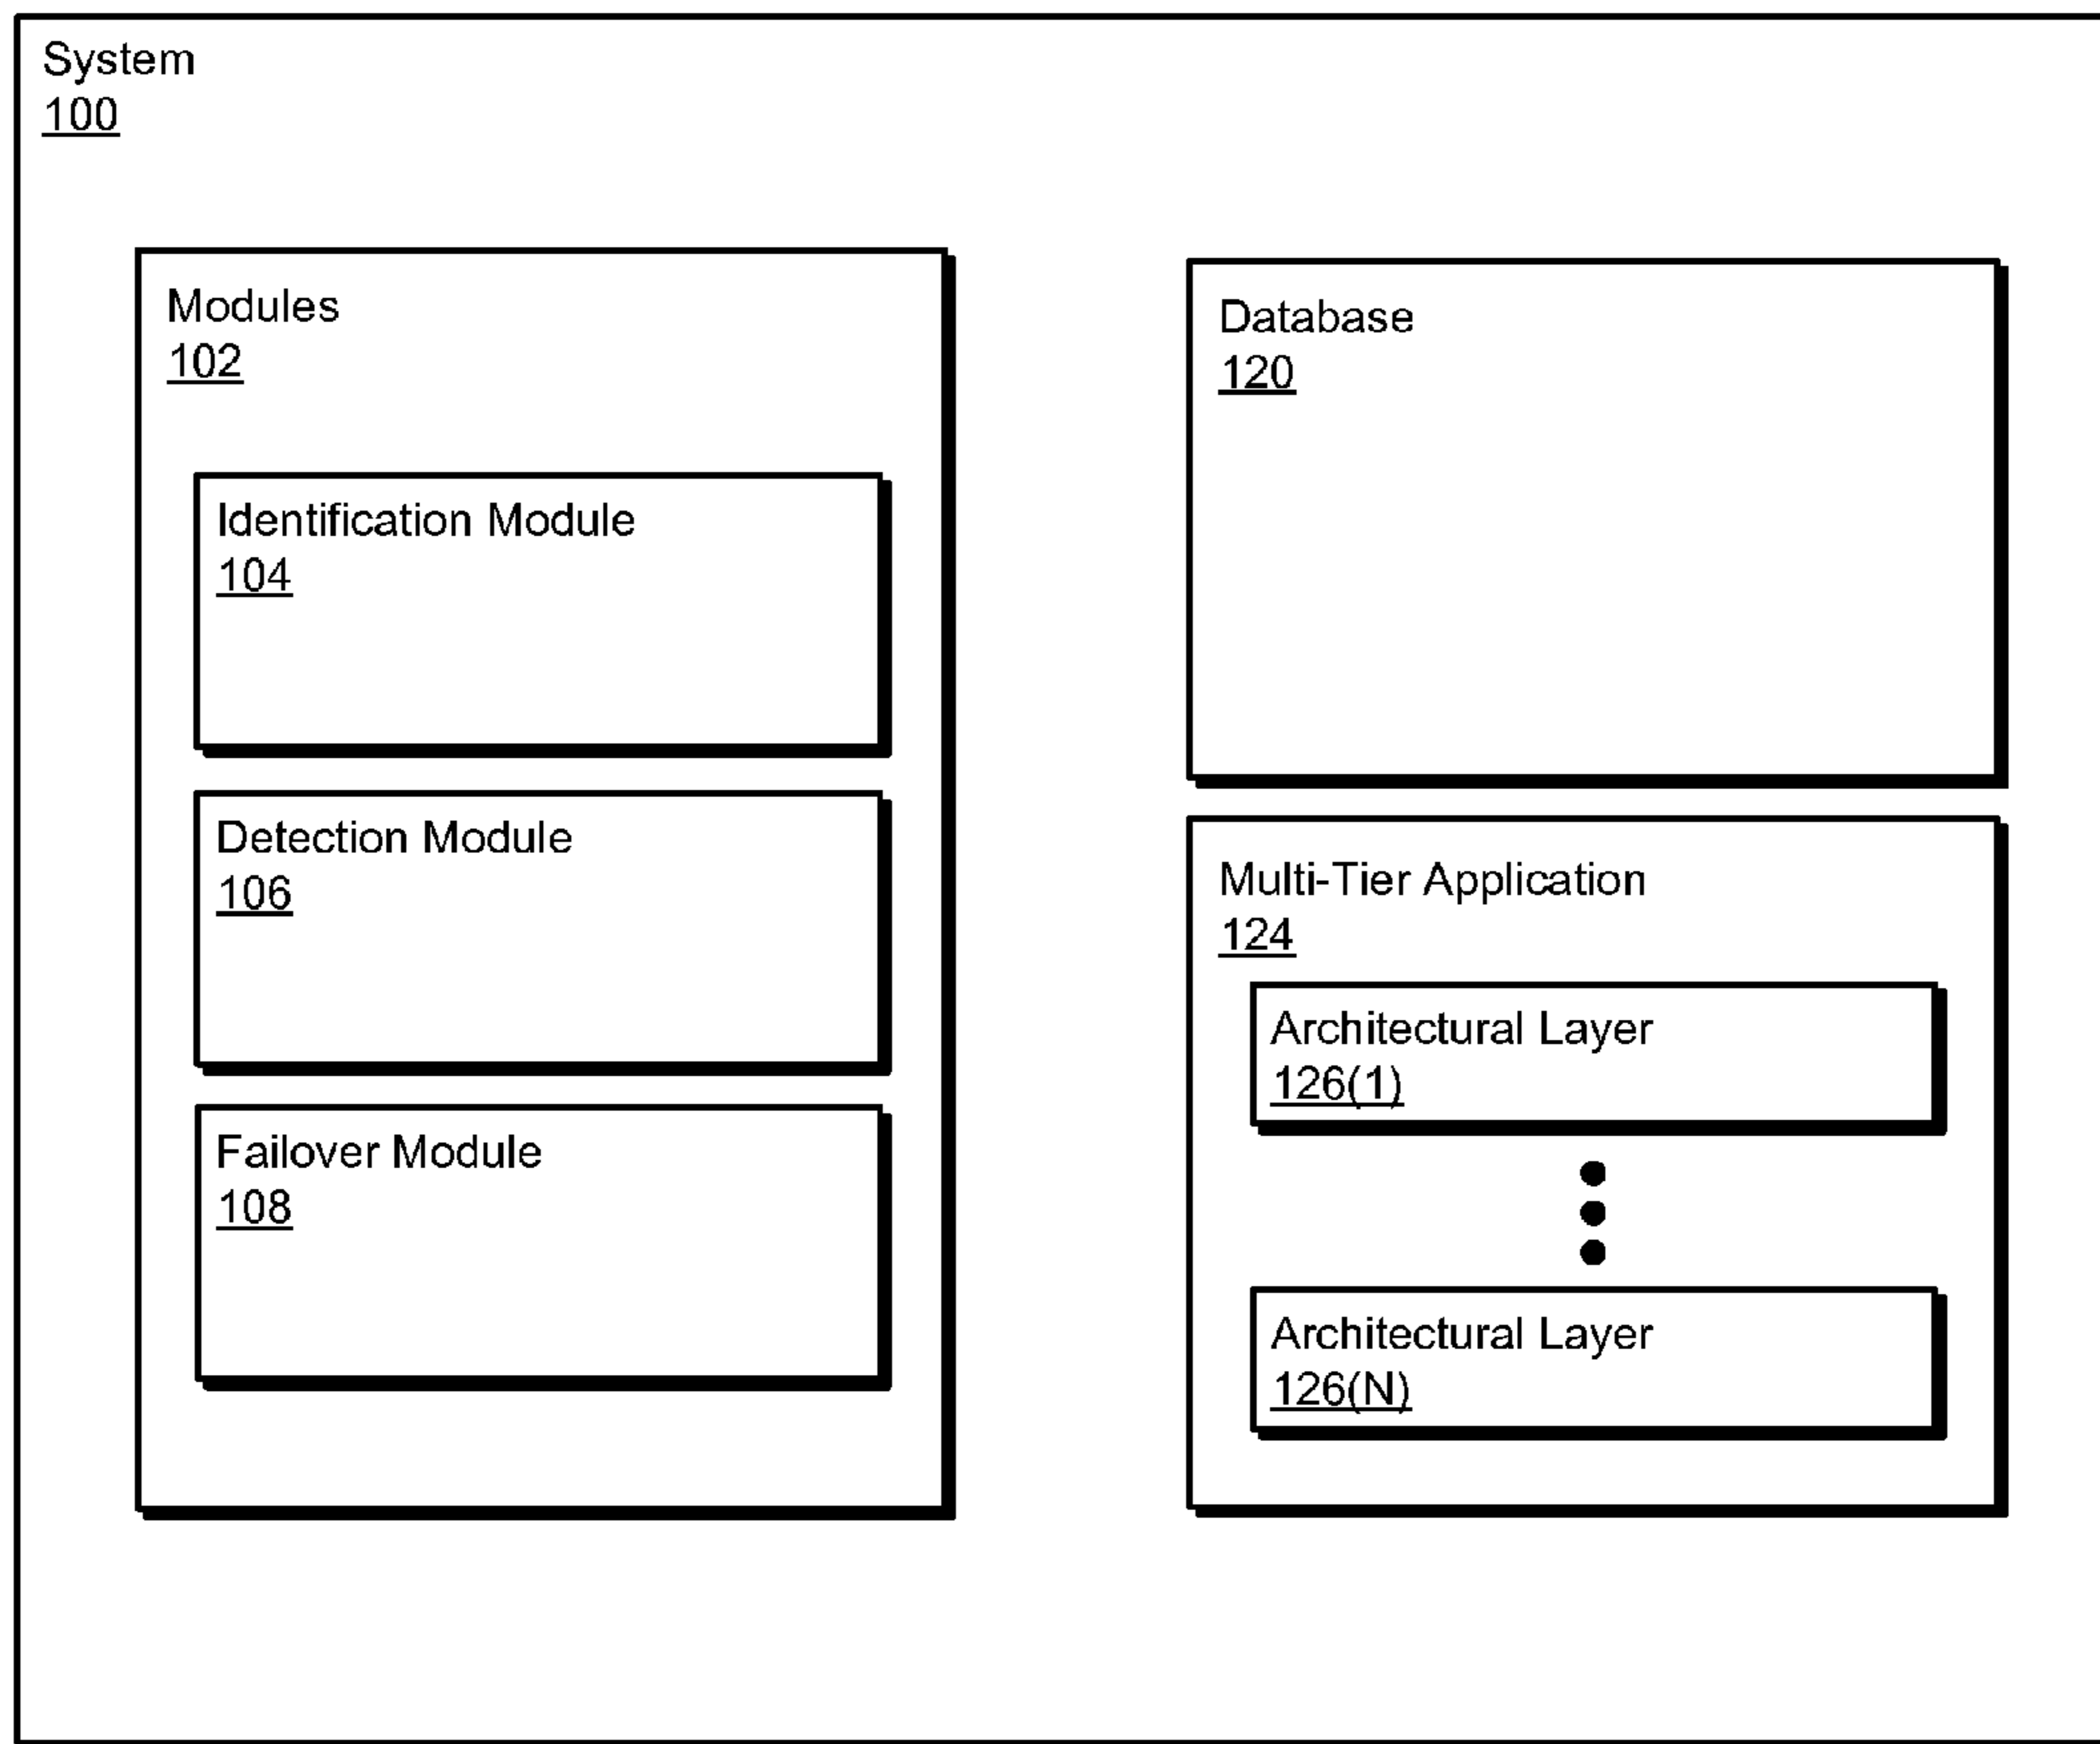 System
100
Modules
102
Identification Module
104
Detection Module
106
Failover Module
108
Database
120
Multi-Tier Application
124
Architectural Layer
126(1)
Architectural Layer
126(N)